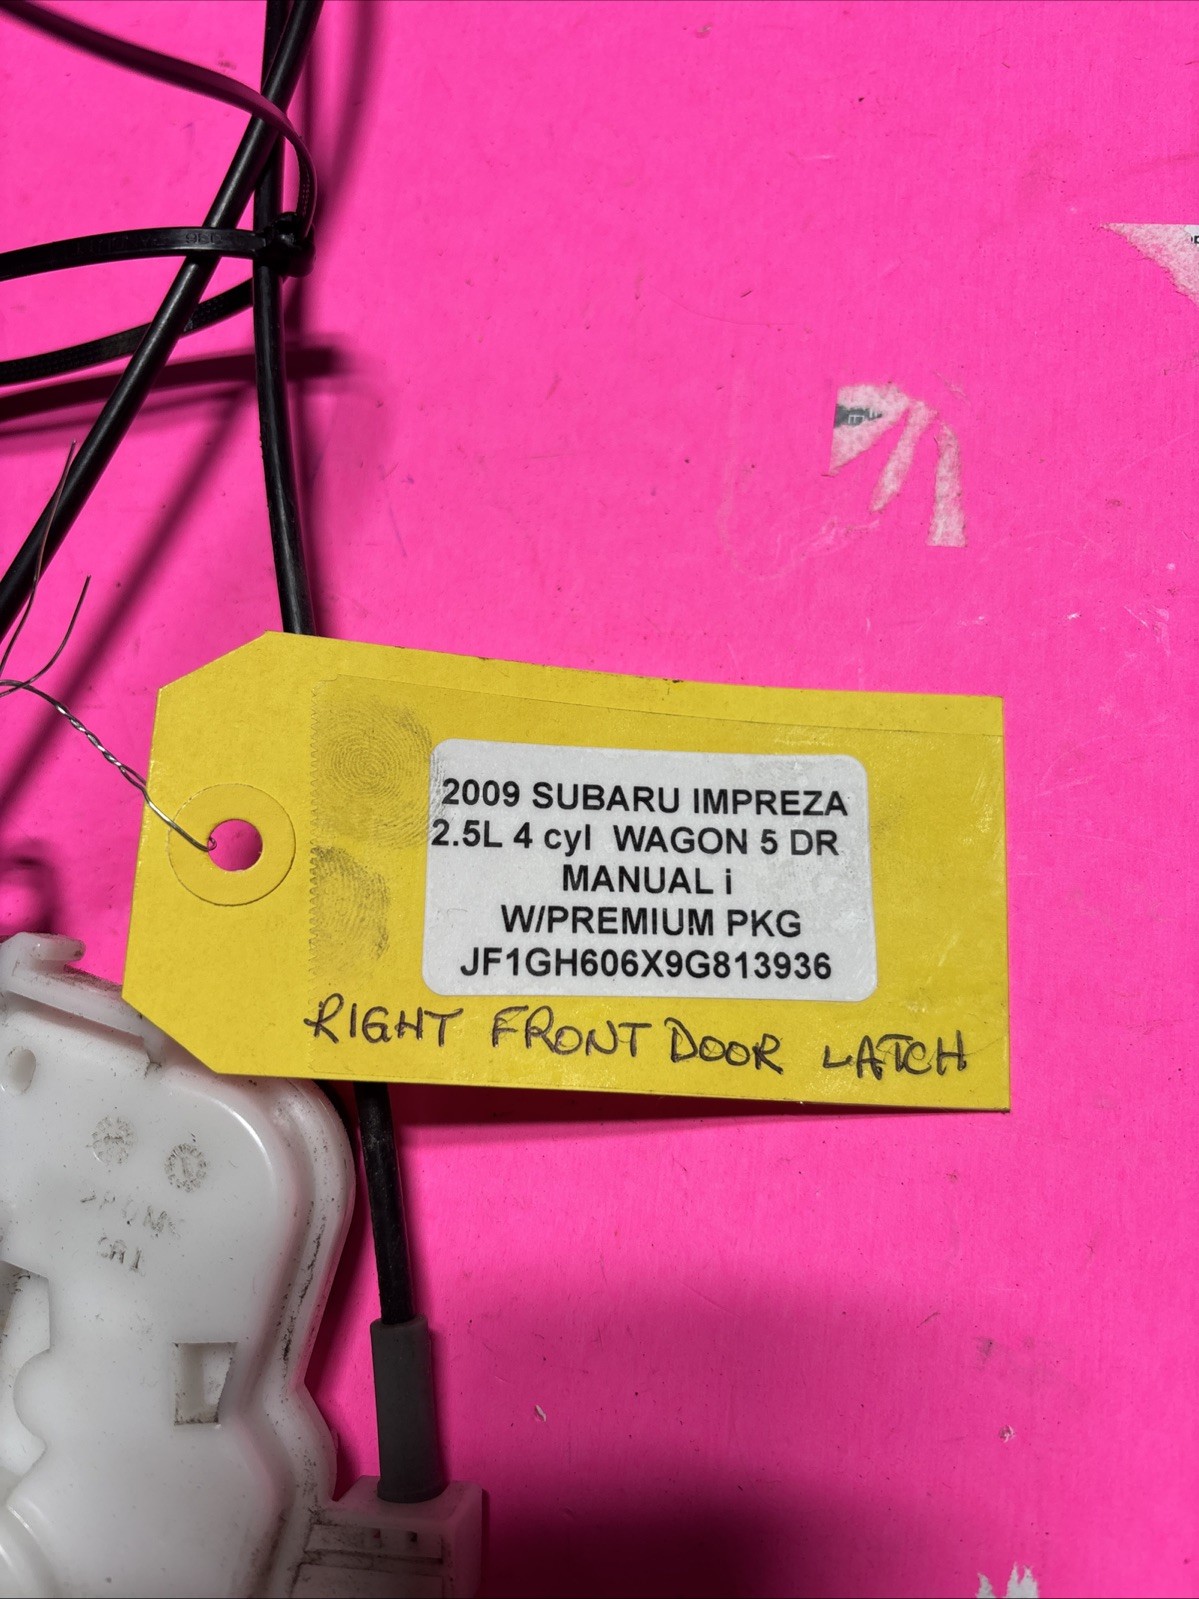 2009 SUBARU IMPREZA
2.5L 4 cyl WAGON 5 DR
MANUAL i
W/PREMIUM PKG
JF1GH606X9G813936
RIGHT FRONT DOOR LATCH